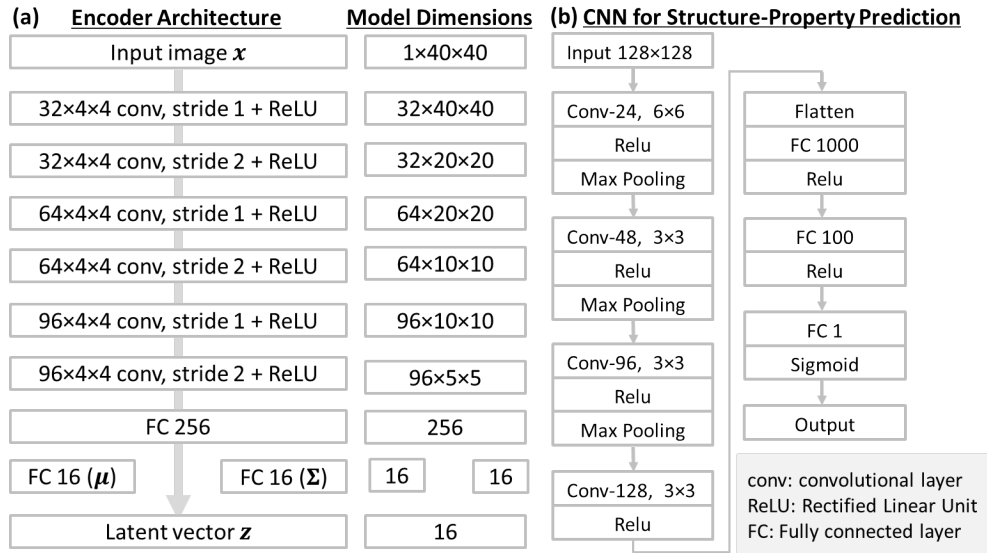 (a) Encoder Architecture Model Dimensions
Input image x 1×40×40
32×4×4 conv, stride 1 + ReLU 32×40×40
32×4×4 conv, stride 2 + ReLU 32×20×20
64×4×4 conv, stride 1 + ReLU 64×20×20
64×4×4 conv, stride 2 + ReLU 64×10×10
96×4×4 conv, stride 1 + ReLU 96×10×10
96×4×4 conv, stride 2 + ReLU 96×5×5
FC 256 256
FC 16 (μ) FC 16 (Σ) 16 16
Latent vector z 16
(b) CNN for Structure-Property Prediction
Input 128×128
Conv-24, 6×6
Relu
Max Pooling
Conv-48, 3×3
Relu
Max Pooling
Conv-96, 3×3
Relu
Max Pooling
Conv-128, 3×3
Relu
Flatten
FC 1000
Relu
FC 100
Relu
FC 1
Sigmoid
Output
conv: convolutional layer
ReLU: Rectified Linear Unit
FC: Fully connected layer